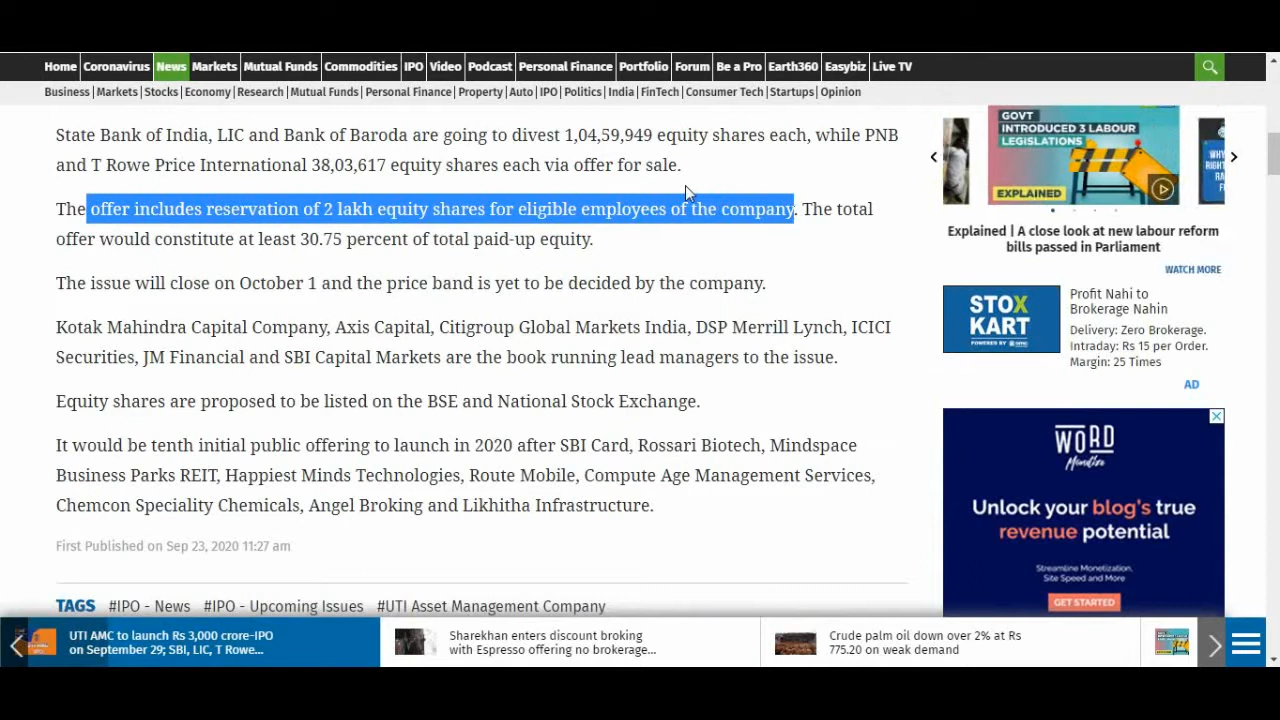 Home Coronavirus News Markets Mutual Funds Commodities IPO Video Podcast Personal Finance Portfolio Forum Be a Pro Earth360 Easybiz Live TV
Business | Markets | Stocks | Economy | Research | Mutual Funds | Personal Finance | Property | Auto | IPO | Politics | India | FinTech | Consumer Tech | Startups | Opinion
State Bank of India, LIC and Bank of Baroda are going to divest 1,04,59,949 equity shares each, while PNB
and T Rowe Price International 38,03,617 equity shares each via offer for sale.
The offer includes reservation of 2 lakh equity shares for eligible employees of the company. The total
offer would constitute at least 30.75 percent of total paid-up equity.
The issue will close on October 1 and the price band is yet to be decided by the company.
Kotak Mahindra Capital Company, Axis Capital, Citigroup Global Markets India, DSP Merrill Lynch, ICICI
Securities, JM Financial and SBI Capital Markets are the book running lead managers to the issue.
Equity shares are proposed to be listed on the BSE and National Stock Exchange.
It would be tenth initial public offering to launch in 2020 after SBI Card, Rossari Biotech, Mindspace
Business Parks REIT, Happiest Minds Technologies, Route Mobile, Compute Age Management Services,
Chemcon Speciality Chemicals, Angel Broking and Likhitha Infrastructure.
First Published on Sep 23, 2020 11:27 am
TAGS #IPO - News #IPO - Upcoming Issues #UTI Asset Management Company
GOVT
INTRODUCED 3 LABOUR
LEGISLATIONS
EXPLAINED
Explained | A close look at new labour reform
bills passed in Parliament
WATCH MORE
STOX
KART
POWERED BY
Profit Nahi to
Brokerage Nahin
Delivery: Zero Brokerage.
Intraday: Rs 15 per Order.
Margin: 25 Times
AD
WORD
Monetize
Unlock your blog's true
revenue potential
Streamline Monetization,
Site Speed and More
GET STARTED
UTI AMC to launch Rs 3,000 crore-IPO
on September 29; SBI, LIC, T Rowe...
Sharekhan enters discount broking
with Espresso offering no brokerage...
Crude palm oil down over 2% at Rs
775.20 on weak demand